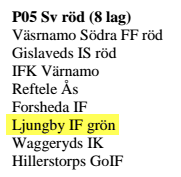 P05 Sv röd (8 lag)
Väsrnamo Södra FF röd
Gislaveds IS röd
IFK Värnamo
Reftele Ås
Forsheda IF
Ljungby IF grön
Waggeryds IK
Hillerstorps GoIF